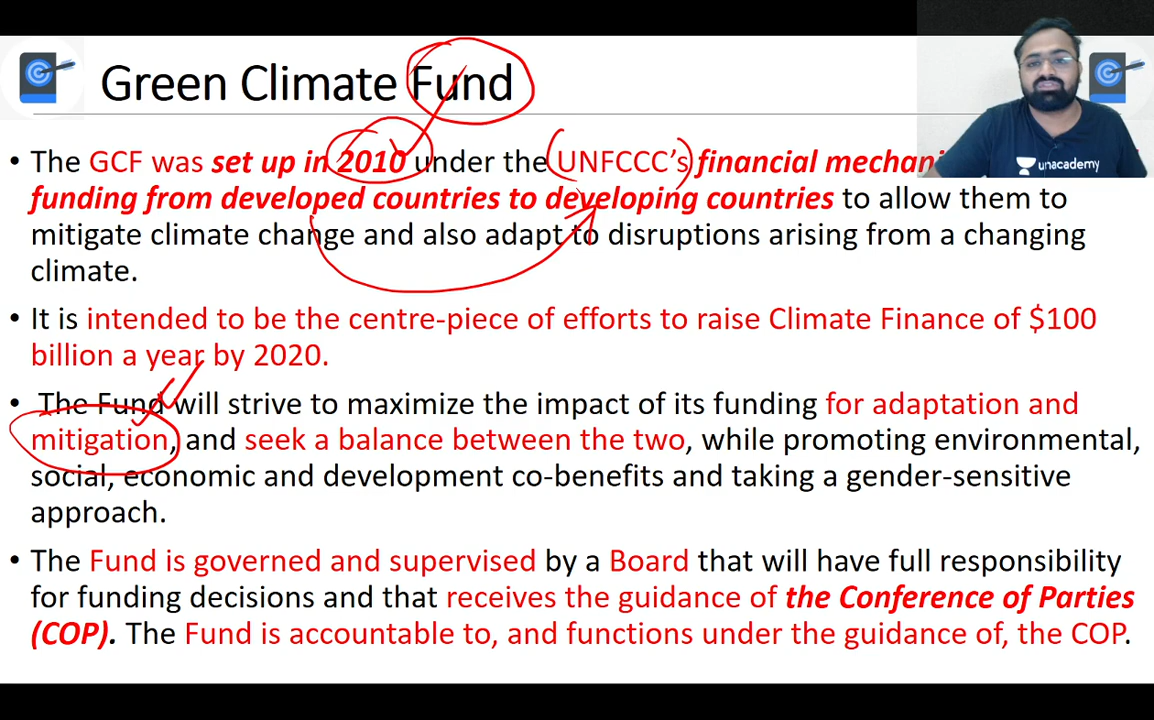 Green Climate Fund
unacademy
• The GCF was set up in 2010 under the UNFCCC's financial
funding from developed countries to developing countries to allow them to
mitigate climate change and also adapt to disruptions arising from a changing
climate.
• It is intended to be the centre-piece of efforts to raise Climate Finance of $100
billion a year by 2020.
• The Fund will strive to maximize the impact of its funding for adaptation and
mitigation, and seek a balance between the two, while promoting environmental,
social, economic and development co-benefits and taking a gender-sensitive
approach.
• The Fund is governed and supervised by a Board that will have full responsibility
for funding decisions and that receives the guidance of the Conference of Parties
(COP). The Fund is accountable to, and functions under the guidance of, the COP.